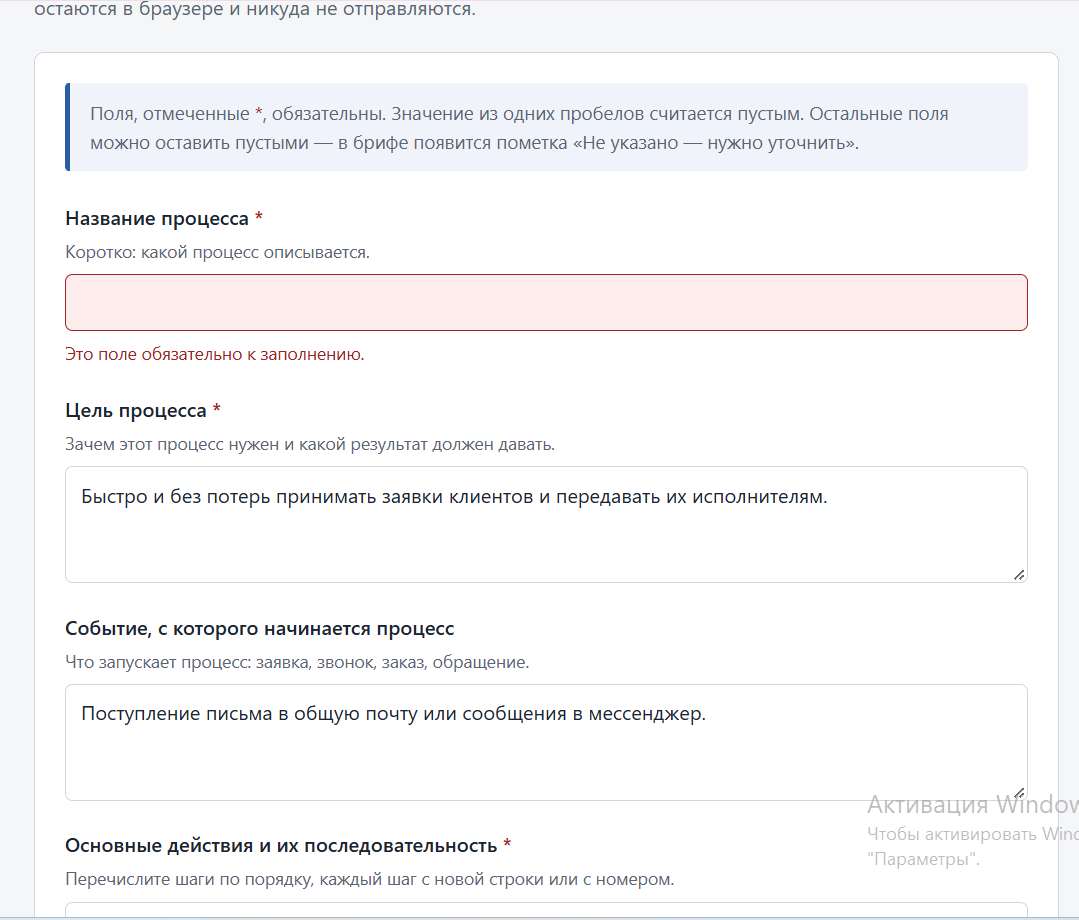 остаются в браузере и никуда не отправляются.
Поля, отмеченные *, обязательны. Значение из одних пробелов считается пустым. Остальные поля
можно оставить пустыми — в брифе появится пометка «Не указано — нужно уточнить».
Название процесса *
Коротко: какой процесс описывается.
Это поле обязательно к заполнению.
Цель процесса *
Зачем этот процесс нужен и какой результат должен давать.
Быстро и без потерь принимать заявки клиентов и передавать их исполнителям.
Событие, с которого начинается процесс
Что запускает процесс: заявка, звонок, заказ, обращение.
Поступление письма в общую почту или сообщения в мессенджер.
Активация Window
Чтобы активировать Wind
"Параметры".
Основные действия и их последовательность *
Перечислите шаги по порядку, каждый шаг с новой строки или с номером.